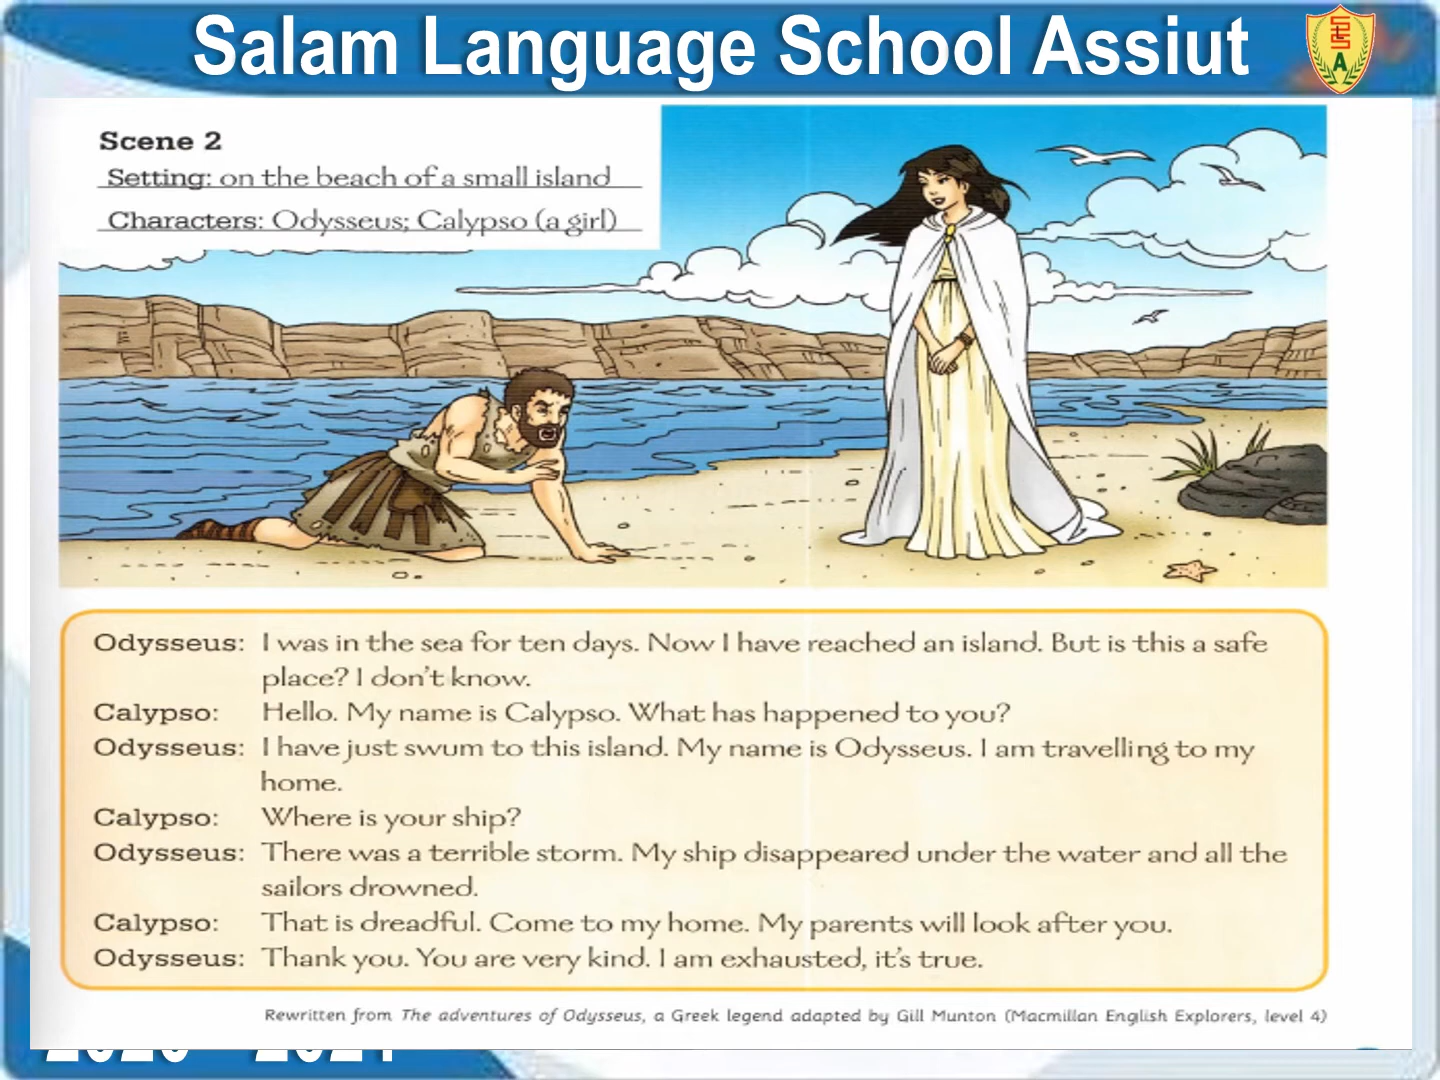 Salam Language School Assiut
Scene 2
Setting: on the beach of a small island
Characters: Odysseus; Calypso (a girl)
Odysseus: I was in the sea for ten days. Now I have reached an island. But is this a safe
place? I don't know.
Calypso: Hello. My name is Calypso. What has happened to you?
Odysseus: I have just swum to this island. My name is Odysseus. I am travelling to my
home.
Calypso: Where is your ship?
Odysseus: There was a terrible storm. My ship disappeared under the water and all the
sailors drowned.
Calypso: That is dreadful. Come to my home. My parents will look after you.
Odysseus: Thank you. You are very kind. I am exhausted, it's true.
Rewritten from The adventures of Odysseus, a Greek legend adapted by Gill Munton (Macmillan English Explorers, level 4)